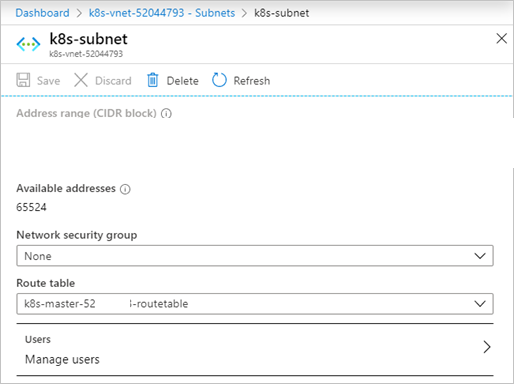 Dashboard > k8s-vnet-52044793 - Subnets > k8s-subnet
k8s-subnet
k8s-vnet-52044793
Save Discard Delete Refresh
Address range (CIDR block)
Available addresses
65524
Network security group
None
Route table
k8s-master-52 -routetable
Users
Manage users